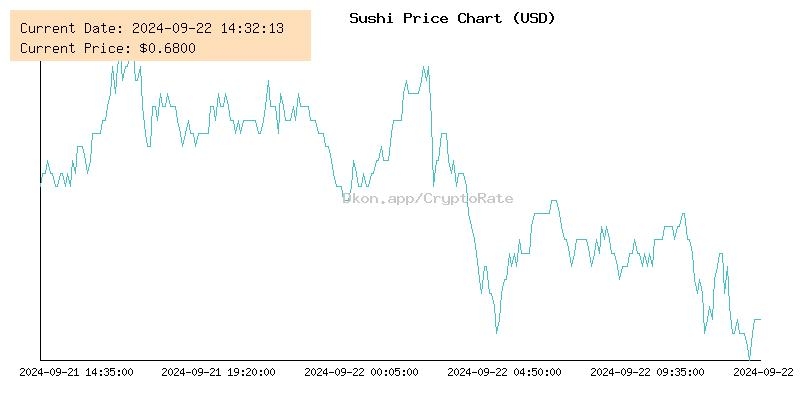 Sushi Price Chart (USD)
Current Date: 2024-09-22 14:32:13
Current Price: $0.6800
Dkon.app/CryptoRate
2024-09-21 14:35:00 2024-09-21 19:20:00 2024-09-22 00:05:00 2024-09-22 04:50:00 2024-09-22 09:35:00 2024-09-22